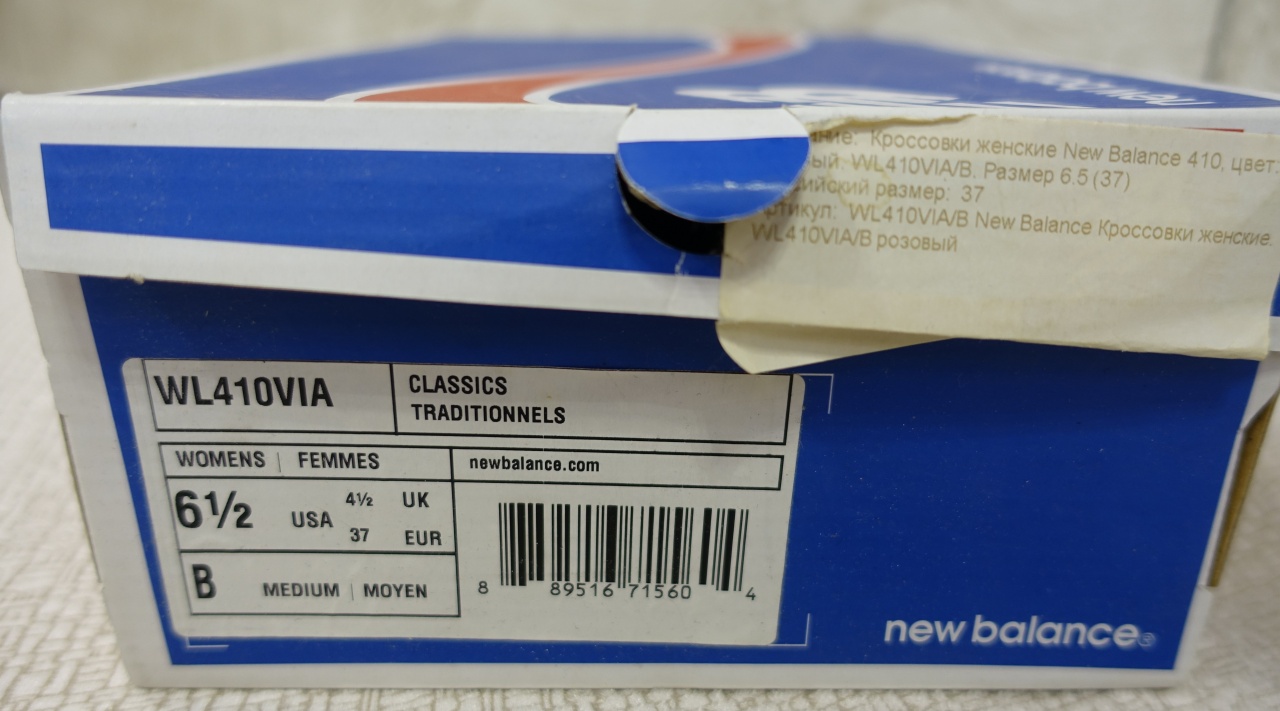 new balance
Кроссовки женские New Balance 410, цвет:
WL410VIA/B. Размер 6.5 (37)
размер: 37
WL410VIA/B New Balance Кроссовки женские.
WL410VIA/B розовый
WL410VIA
CLASSICS
TRADITIONNELS
WOMENS | FEMMES
newbalance.com
6½ USA 4½ UK
37 EUR
B MEDIUM | MOYEN
8 89516 71560 4
new balance®